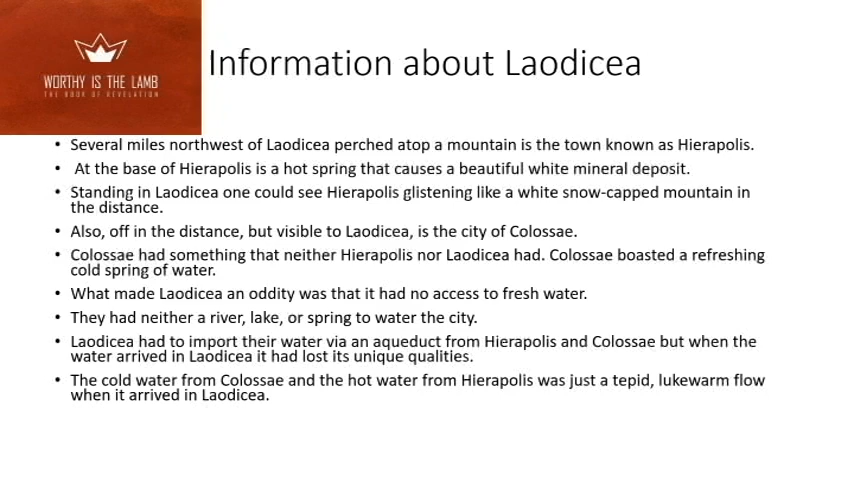 WORTHY IS THE LAMB
THE BOOK OF REVELATION
Information about Laodicea
• Several miles northwest of Laodicea perched atop a mountain is the town known as Hierapolis.
• At the base of Hierapolis is a hot spring that causes a beautiful white mineral deposit.
• Standing in Laodicea one could see Hierapolis glistening like a white snow-capped mountain in
the distance.
• Also, off in the distance, but visible to Laodicea, is the city of Colossae.
• Colossae had something that neither Hierapolis nor Laodicea had. Colossae boasted a refreshing
cold spring of water.
• What made Laodicea an oddity was that it had no access to fresh water.
• They had neither a river, lake, or spring to water the city.
• Laodicea had to import their water via an aqueduct from Hierapolis and Colossae but when the
water arrived in Laodicea it had lost its unique qualities.
• The cold water from Colossae and the hot water from Hierapolis was just a tepid, lukewarm flow
when it arrived in Laodicea.